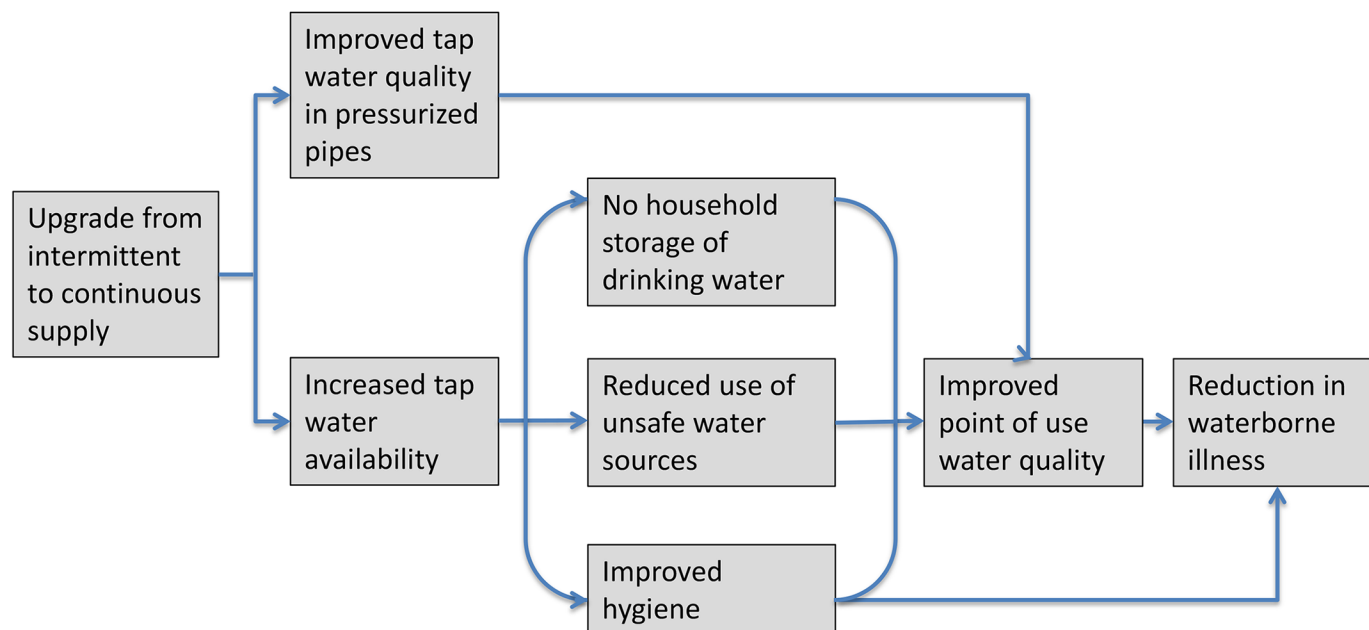 Improved tap
water quality
in pressurized
pipes
Upgrade from
intermittent
to continuous
supply
Increased tap
water
availability
No household
storage of
drinking water
Reduced use of
unsafe water
sources
Improved
hygiene
Improved
point of use
water quality
Reduction in
waterborne
illness